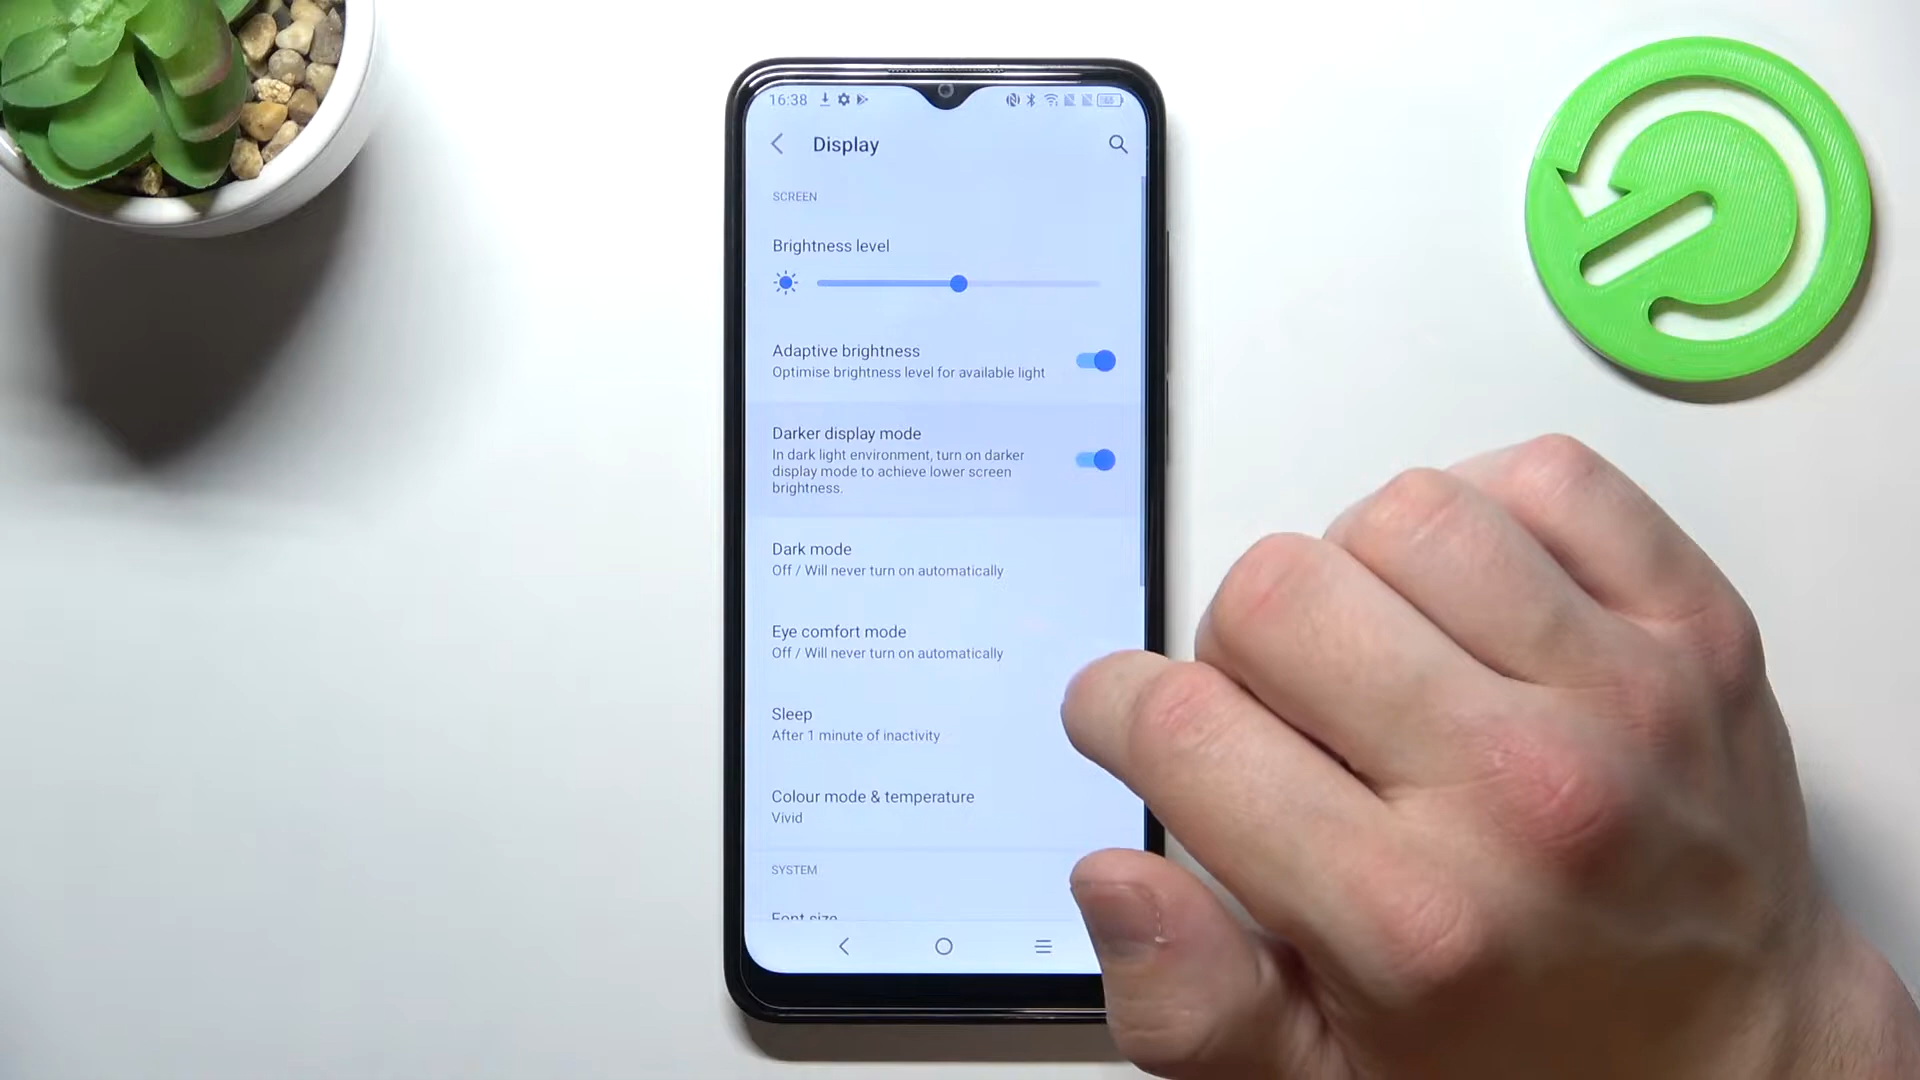 16:38
Display
SCREEN
Brightness level
Adaptive brightness
Optimise brightness level for available light
Darker display mode
In dark light environment, turn on darker
display mode to achieve lower screen
brightness.
Dark mode
Off / Will never turn on automatically
Eye comfort mode
Off / Will never turn on automatically
Sleep
After 1 minute of inactivity
Colour mode & temperature
Vivid
SYSTEM
Font size